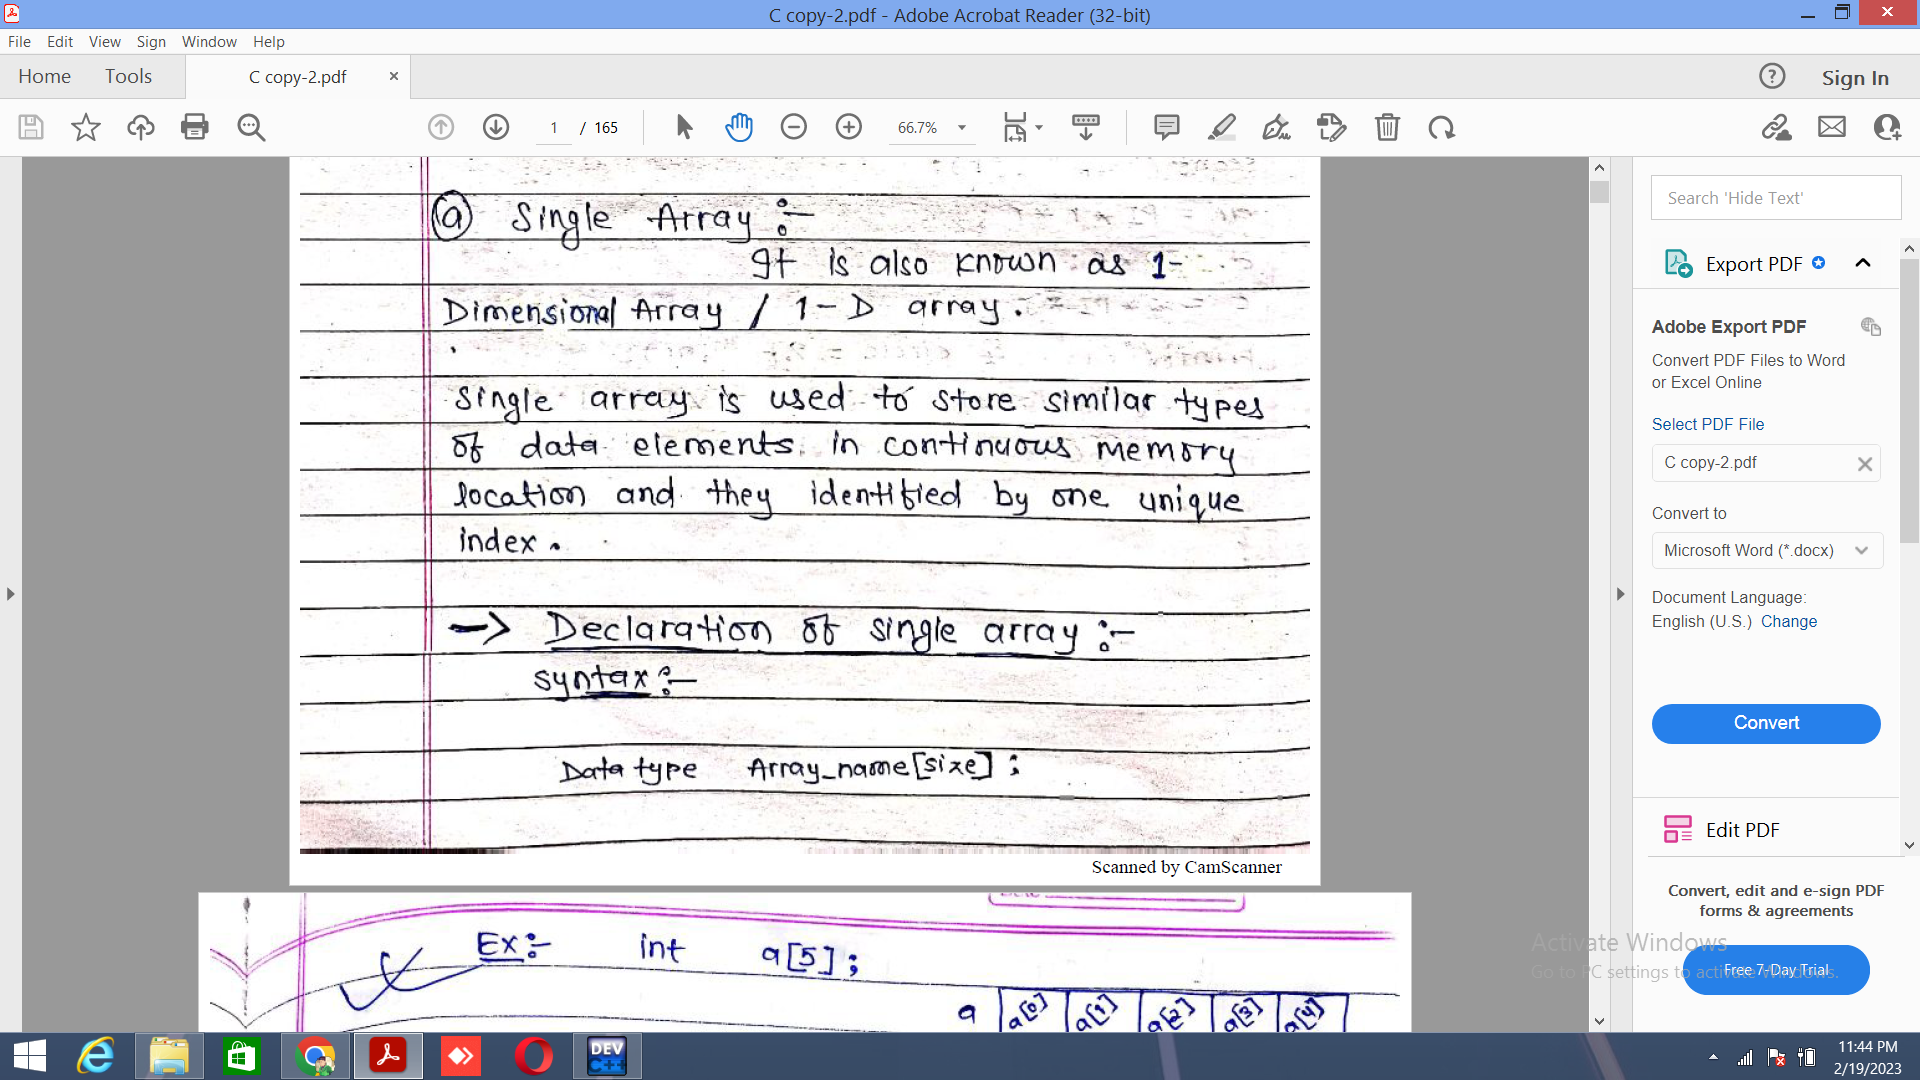 C copy-2.pdf - Adobe Acrobat Reader (32-bit)
File Edit View Sign Window Help
Home Tools C copy-2.pdf × Sign In
1 / 165 66.7%
a Single Array :-
It is also known as 1-
Dimensional Array / 1-D array.
Single array is used to store similar types
of data elements in continuous memory
location and they identified by one unique
index.
-> Declaration of single array :-
syntax :-
Data type Array_name[size] ;
Scanned by CamScanner
Ex :- int a[5] ;
a a[0] a[1] a[2] a[3] a[4]
Search 'Hide Text'
Export PDF
Adobe Export PDF
Convert PDF Files to Word
or Excel Online
Select PDF File
C copy-2.pdf
Convert to
Microsoft Word (*.docx)
Document Language:
English (U.S.) Change
Convert
Edit PDF
Convert, edit and e-sign PDF
forms & agreements
Free 7-Day Trial
Activate Windows
Go to PC settings to activate Windows.
DEV
C++
11:44 PM
2/19/2023